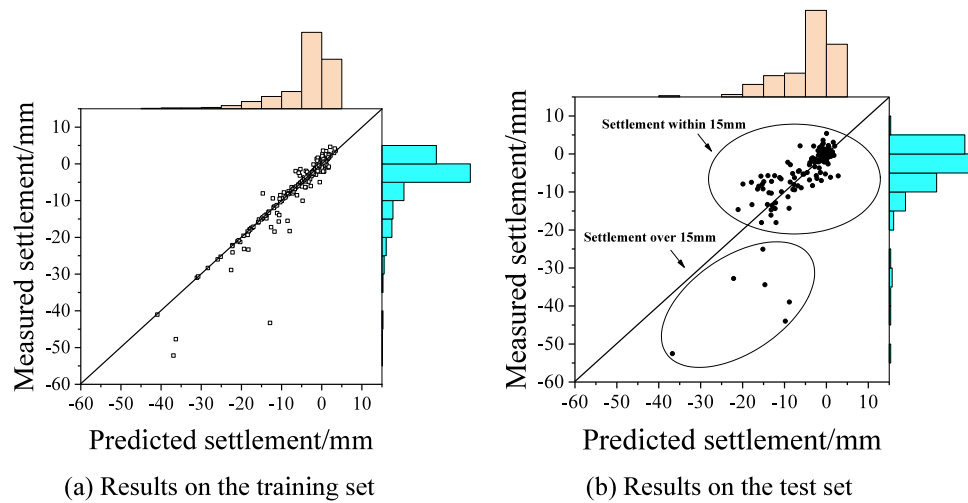 Measured settlement/mm
10
0
-10
-20
-30
-40
-50
-60
-60 -50 -40 -30 -20 -10 0 10
Predicted settlement/mm
(a) Results on the training set
Measured settlement/mm
10
0
-10
-20
-30
-40
-50
-60
Settlement within 15mm
Settlement over 15mm
-60 -50 -40 -30 -20 -10 0 10
Predicted settlement/mm
(b) Results on the test set